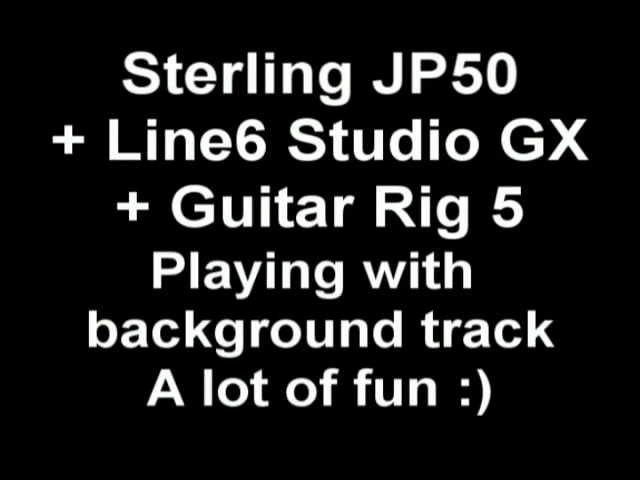 Sterling JP50
+ Line6 Studio GX
+ Guitar Rig 5
Playing with
background track
A lot of fun :)